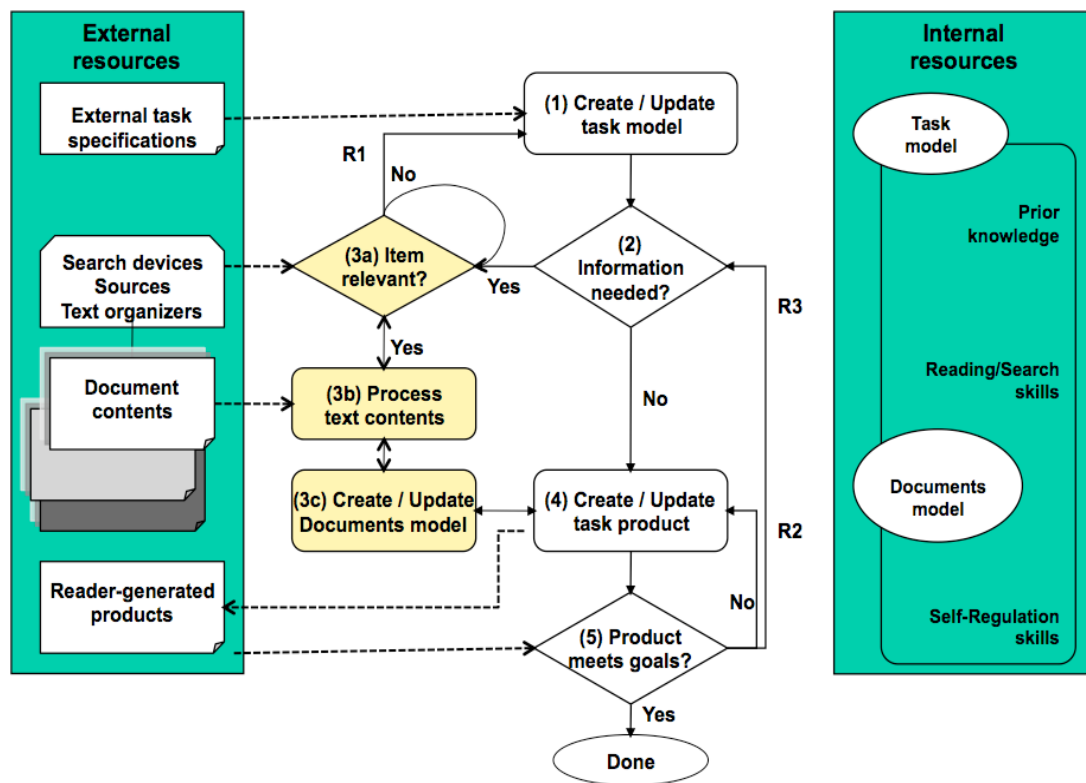 External
resources
External task
specifications
Search devices
Sources
Text organizers
Document
contents
Reader-generated
products
(1) Create / Update
task model
R1
No
(3a) Item
relevant?
Yes
(2)
Information
needed?
R3
Yes
(3b) Process
text contents
No
(3c) Create / Update
Documents model
(4) Create / Update
task product
R2
No
(5) Product
meets goals?
Yes
Done
Internal
resources
Task
model
Prior
knowledge
Reading/Search
skills
Documents
model
Self-Regulation
skills